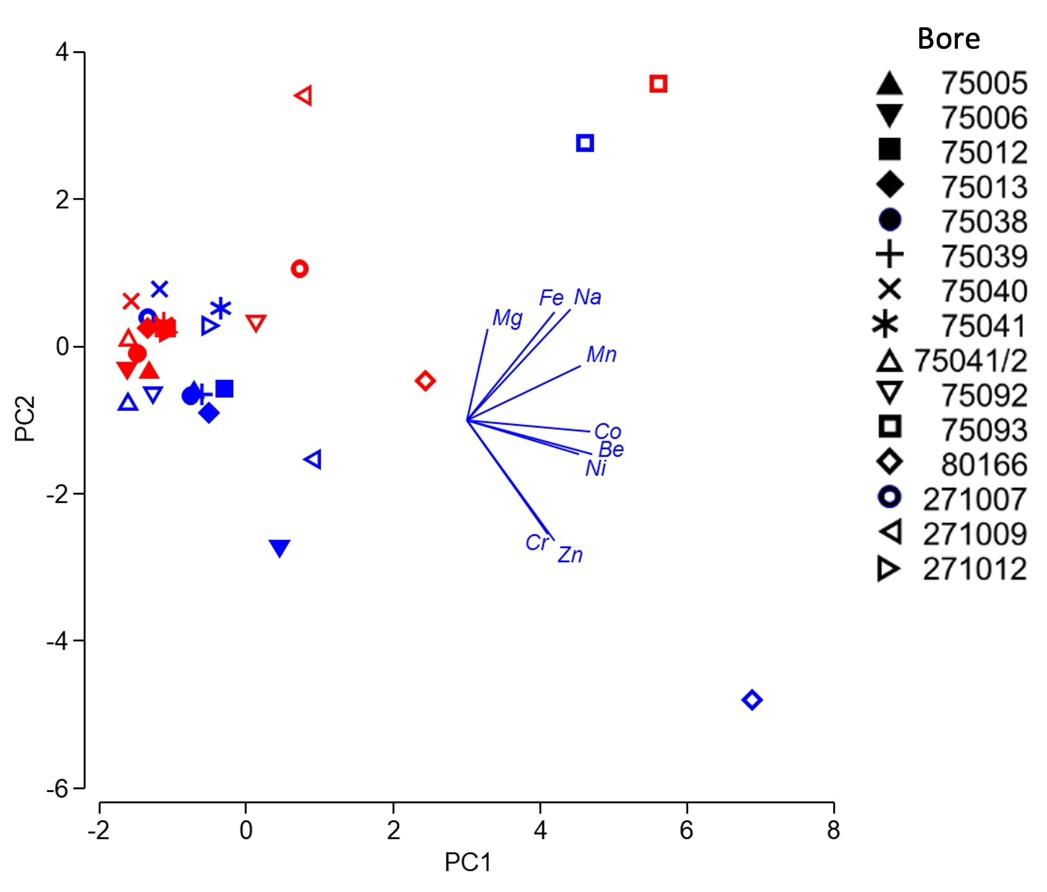 Bore
75005
75006
75012
75013
75038
75039
75040
75041
75041/2
75092
75093
80166
271007
271009
271012
4
2
0
-2
-4
-6
PC2
Mg
Fe Na
Mn
Co
Be
Ni
Cr Zn
-2 0 2 4 6 8
PC1